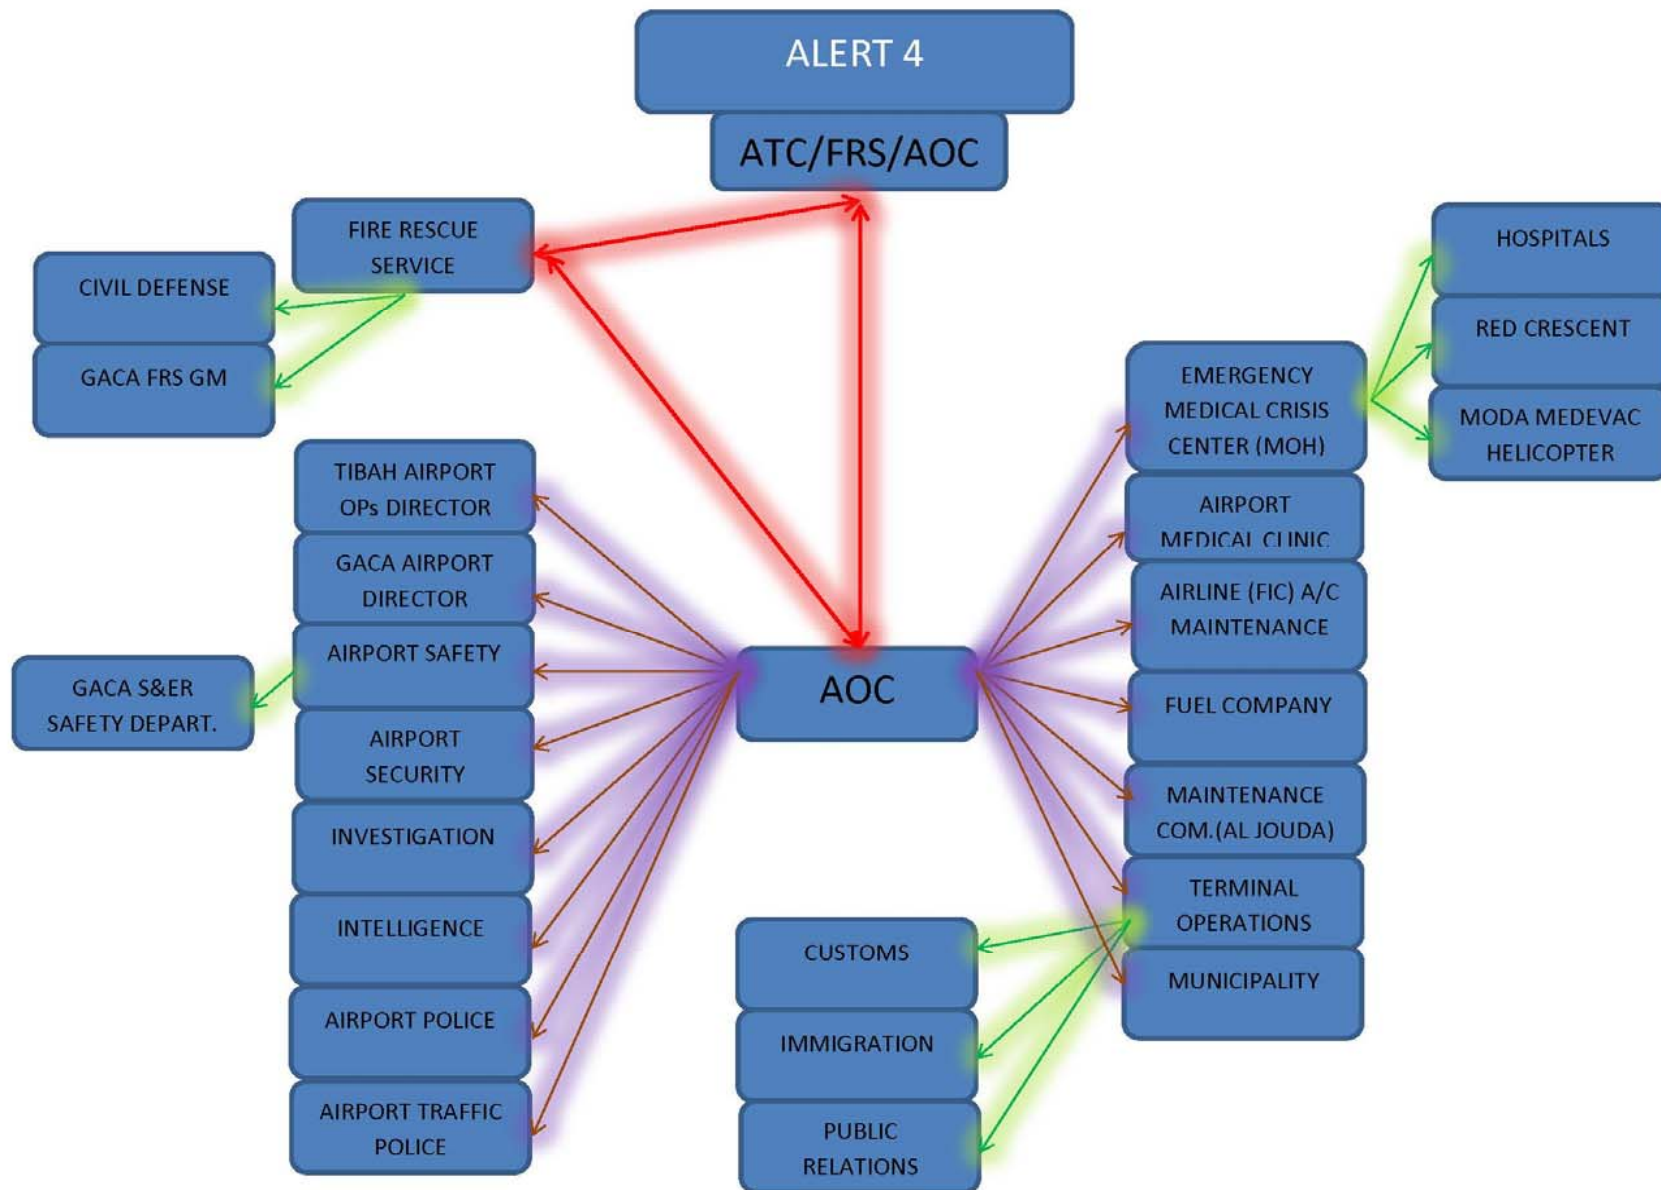 ALERT 4
ATC/FRS/AOC
FIRE RESCUE
SERVICE
CIVIL DEFENSE
GACA FRS GM
TIBAH AIRPORT
OPs DIRECTOR
GACA AIRPORT
DIRECTOR
AIRPORT SAFETY
GACA S&ER
SAFETY DEPART.
AIRPORT
SECURITY
INVESTIGATION
INTELLIGENCE
AIRPORT POLICE
AIRPORT TRAFFIC
POLICE
AOC
EMERGENCY
MEDICAL CRISIS
CENTER (MOH)
HOSPITALS
RED CRESCENT
MODA MEDEVAC
HELICOPTER
AIRPORT
MEDICAL CLINIC
AIRLINE (FIC) A/C
MAINTENANCE
FUEL COMPANY
MAINTENANCE
COM.(AL JOUDA)
TERMINAL
OPERATIONS
MUNICIPALITY
CUSTOMS
IMMIGRATION
PUBLIC
RELATIONS